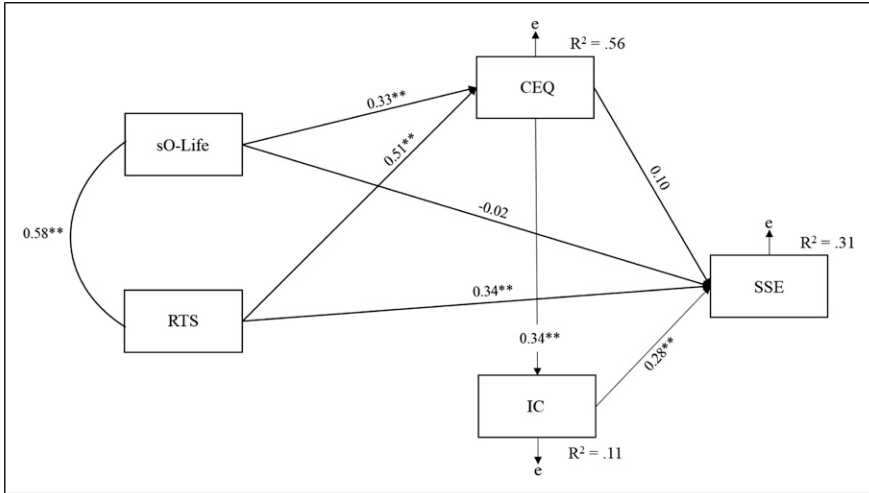 e
R² = .56
CEQ
0.33**
sO-Life
0.51**
0.10
-0.02
0.58**
e
R² = .31
SSE
RTS
0.34**
0.34**
0.28**
IC
R² = .11
e